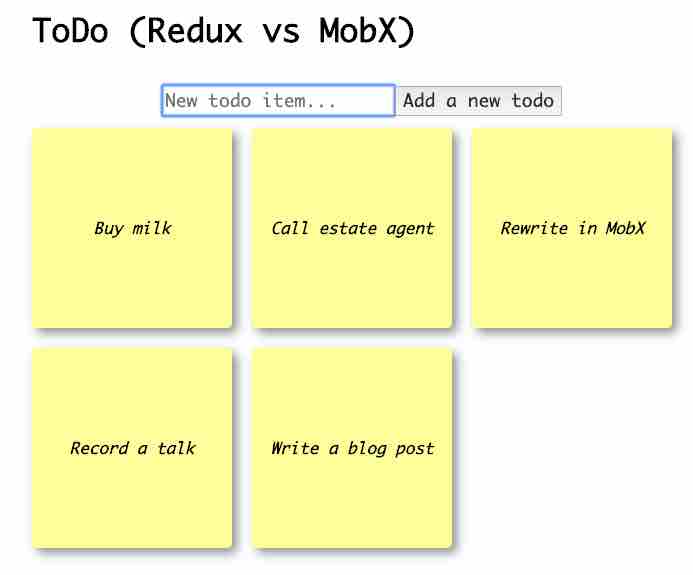 ToDo (Redux vs MobX)
New todo item... Add a new todo
Buy milk Call estate agent Rewrite in MobX
Record a talk Write a blog post